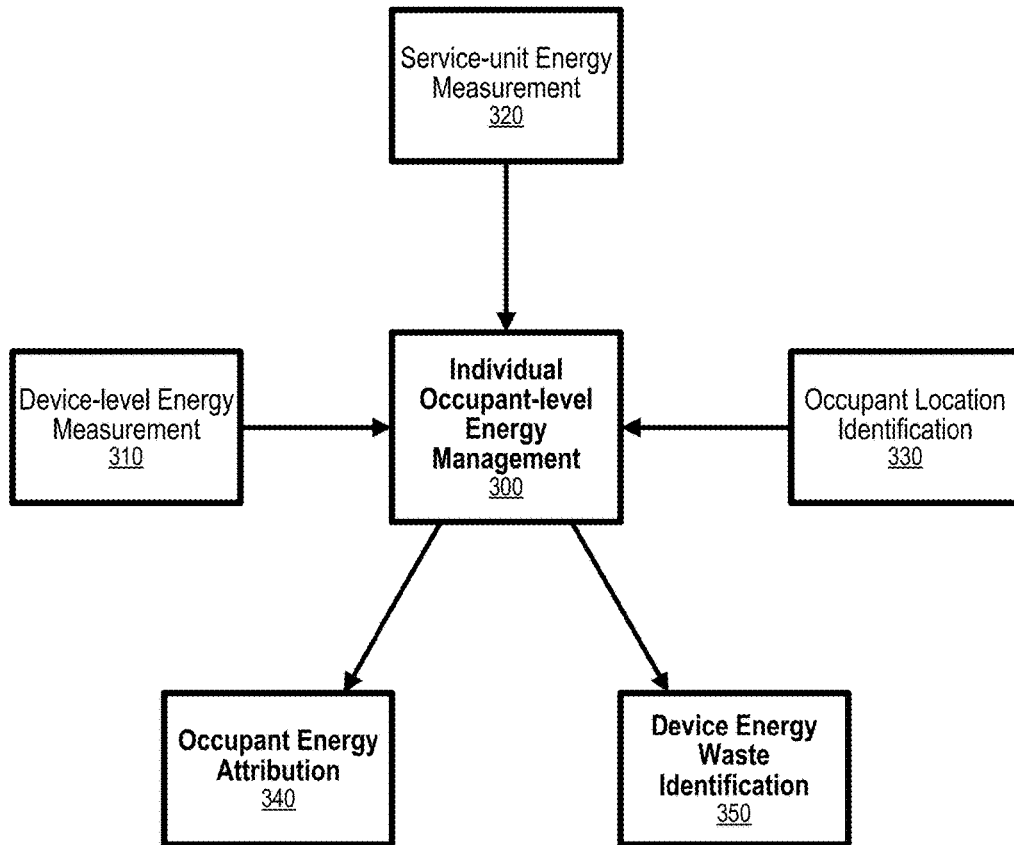 Service-unit Energy
Measurement
320
Device-level Energy
Measurement
310
Individual
Occupant-level
Energy
Management
300
Occupant Location
Identification
330
Occupant Energy
Attribution
340
Device Energy
Waste
Identification
350